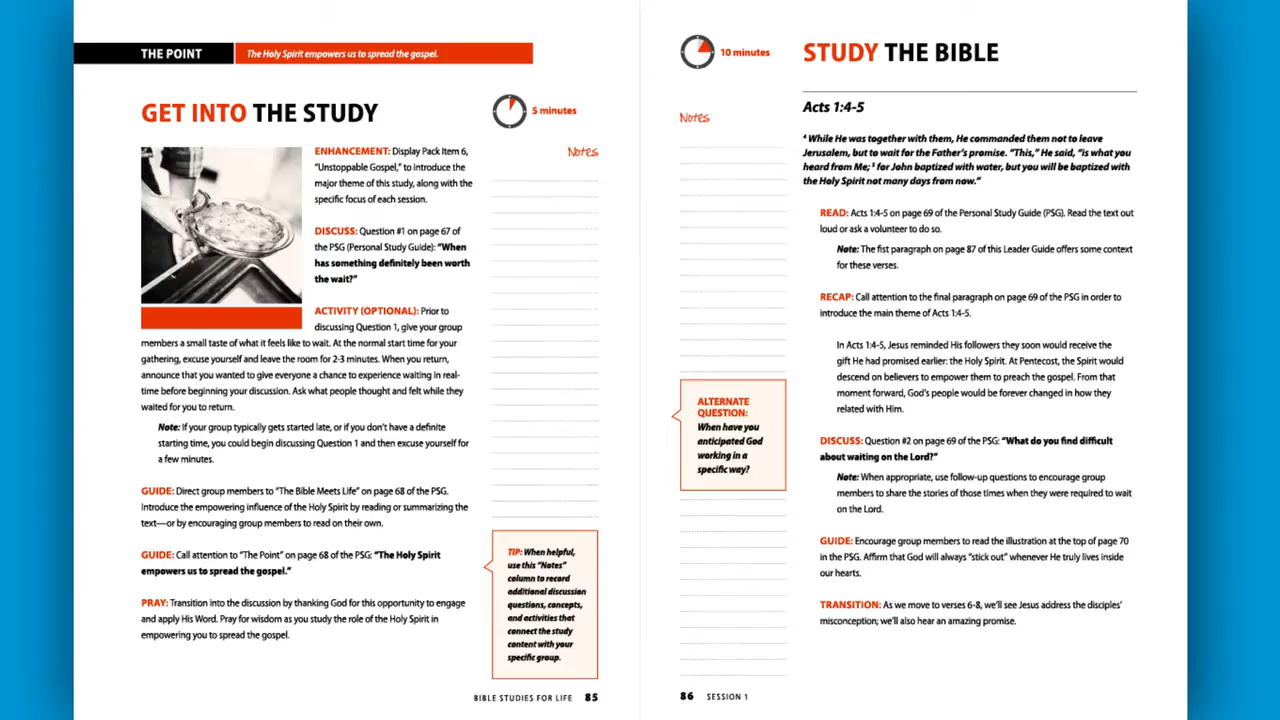 THE POINT
The Holy Spirit empowers us to spread the gospel.
GET INTO THE STUDY
5 minutes
Notes
ENHANCEMENT: Display Pack Item 6,
"Unstoppable Gospel," to introduce the
major theme of this study, along with the
specific focus of each session.
DISCUSS: Question #1 on page 67 of
the PSG (Personal Study Guide): "When
has something definitely been worth
the wait?"
ACTIVITY (OPTIONAL): Prior to
discussing Question 1, give your group
members a small taste of what it feels like to wait. At the normal start time for your
gathering, excuse yourself and leave the room for 2-3 minutes. When you return,
announce that you wanted to give everyone a chance to experience waiting in real-
time before beginning your discussion. Ask what people thought and felt while they
waited for you to return.
Note: If your group typically gets started late, or if you don't have a definite
starting time, you could begin discussing Question 1 and then excuse yourself for
a few minutes.
GUIDE: Direct group members to "The Bible Meets Life" on page 68 of the PSG.
Introduce the empowering influence of the Holy Spirit by reading or summarizing the
text—or by encouraging group members to read on their own.
GUIDE: Call attention to "The Point" on page 68 of the PSG: "The Holy Spirit
empowers us to spread the gospel."
PRAY: Transition into the discussion by thanking God for this opportunity to engage
and apply His Word. Pray for wisdom as you study the role of the Holy Spirit in
empowering you to spread the gospel.
TIP: When helpful,
use this "Notes"
column to record
additional discussion
questions, concepts,
and activities that
connect the study
content with your
specific group.
BIBLE STUDIES FOR LIFE 85
10 minutes
Notes
STUDY THE BIBLE
Acts 1:4-5
4 While He was together with them, He commanded them not to leave
Jerusalem, but to wait for the Father's promise. "This," He said, "is what you
heard from Me; 5 for John baptized with water, but you will be baptized with
the Holy Spirit not many days from now."
READ: Acts 1:4-5 on page 69 of the Personal Study Guide (PSG). Read the text out
loud or ask a volunteer to do so.
Note: The fist paragraph on page 87 of this Leader Guide offers some context
for these verses.
RECAP: Call attention to the final paragraph on page 69 of the PSG in order to
introduce the main theme of Acts 1:4-5.
In Acts 1:4-5, Jesus reminded His followers they soon would receive the
gift He had promised earlier: the Holy Spirit. At Pentecost, the Spirit would
descend on believers to empower them to preach the gospel. From that
moment forward, God's people would be forever changed in how they
related with Him.
ALTERNATE
QUESTION:
When have you
anticipated God
working in a
specific way?
DISCUSS: Question #2 on page 69 of the PSG: "What do you find difficult
about waiting on the Lord?"
Note: When appropriate, use follow-up questions to encourage group
members to share the stories of those times when they were required to wait
on the Lord.
GUIDE: Encourage group members to read the illustration at the top of page 70
in the PSG. Affirm that God will always "stick out" whenever He truly lives inside
our hearts.
TRANSITION: As we move to verses 6-8, we'll see Jesus address the disciples'
misconception; we'll also hear an amazing promise.
86 SESSION 1